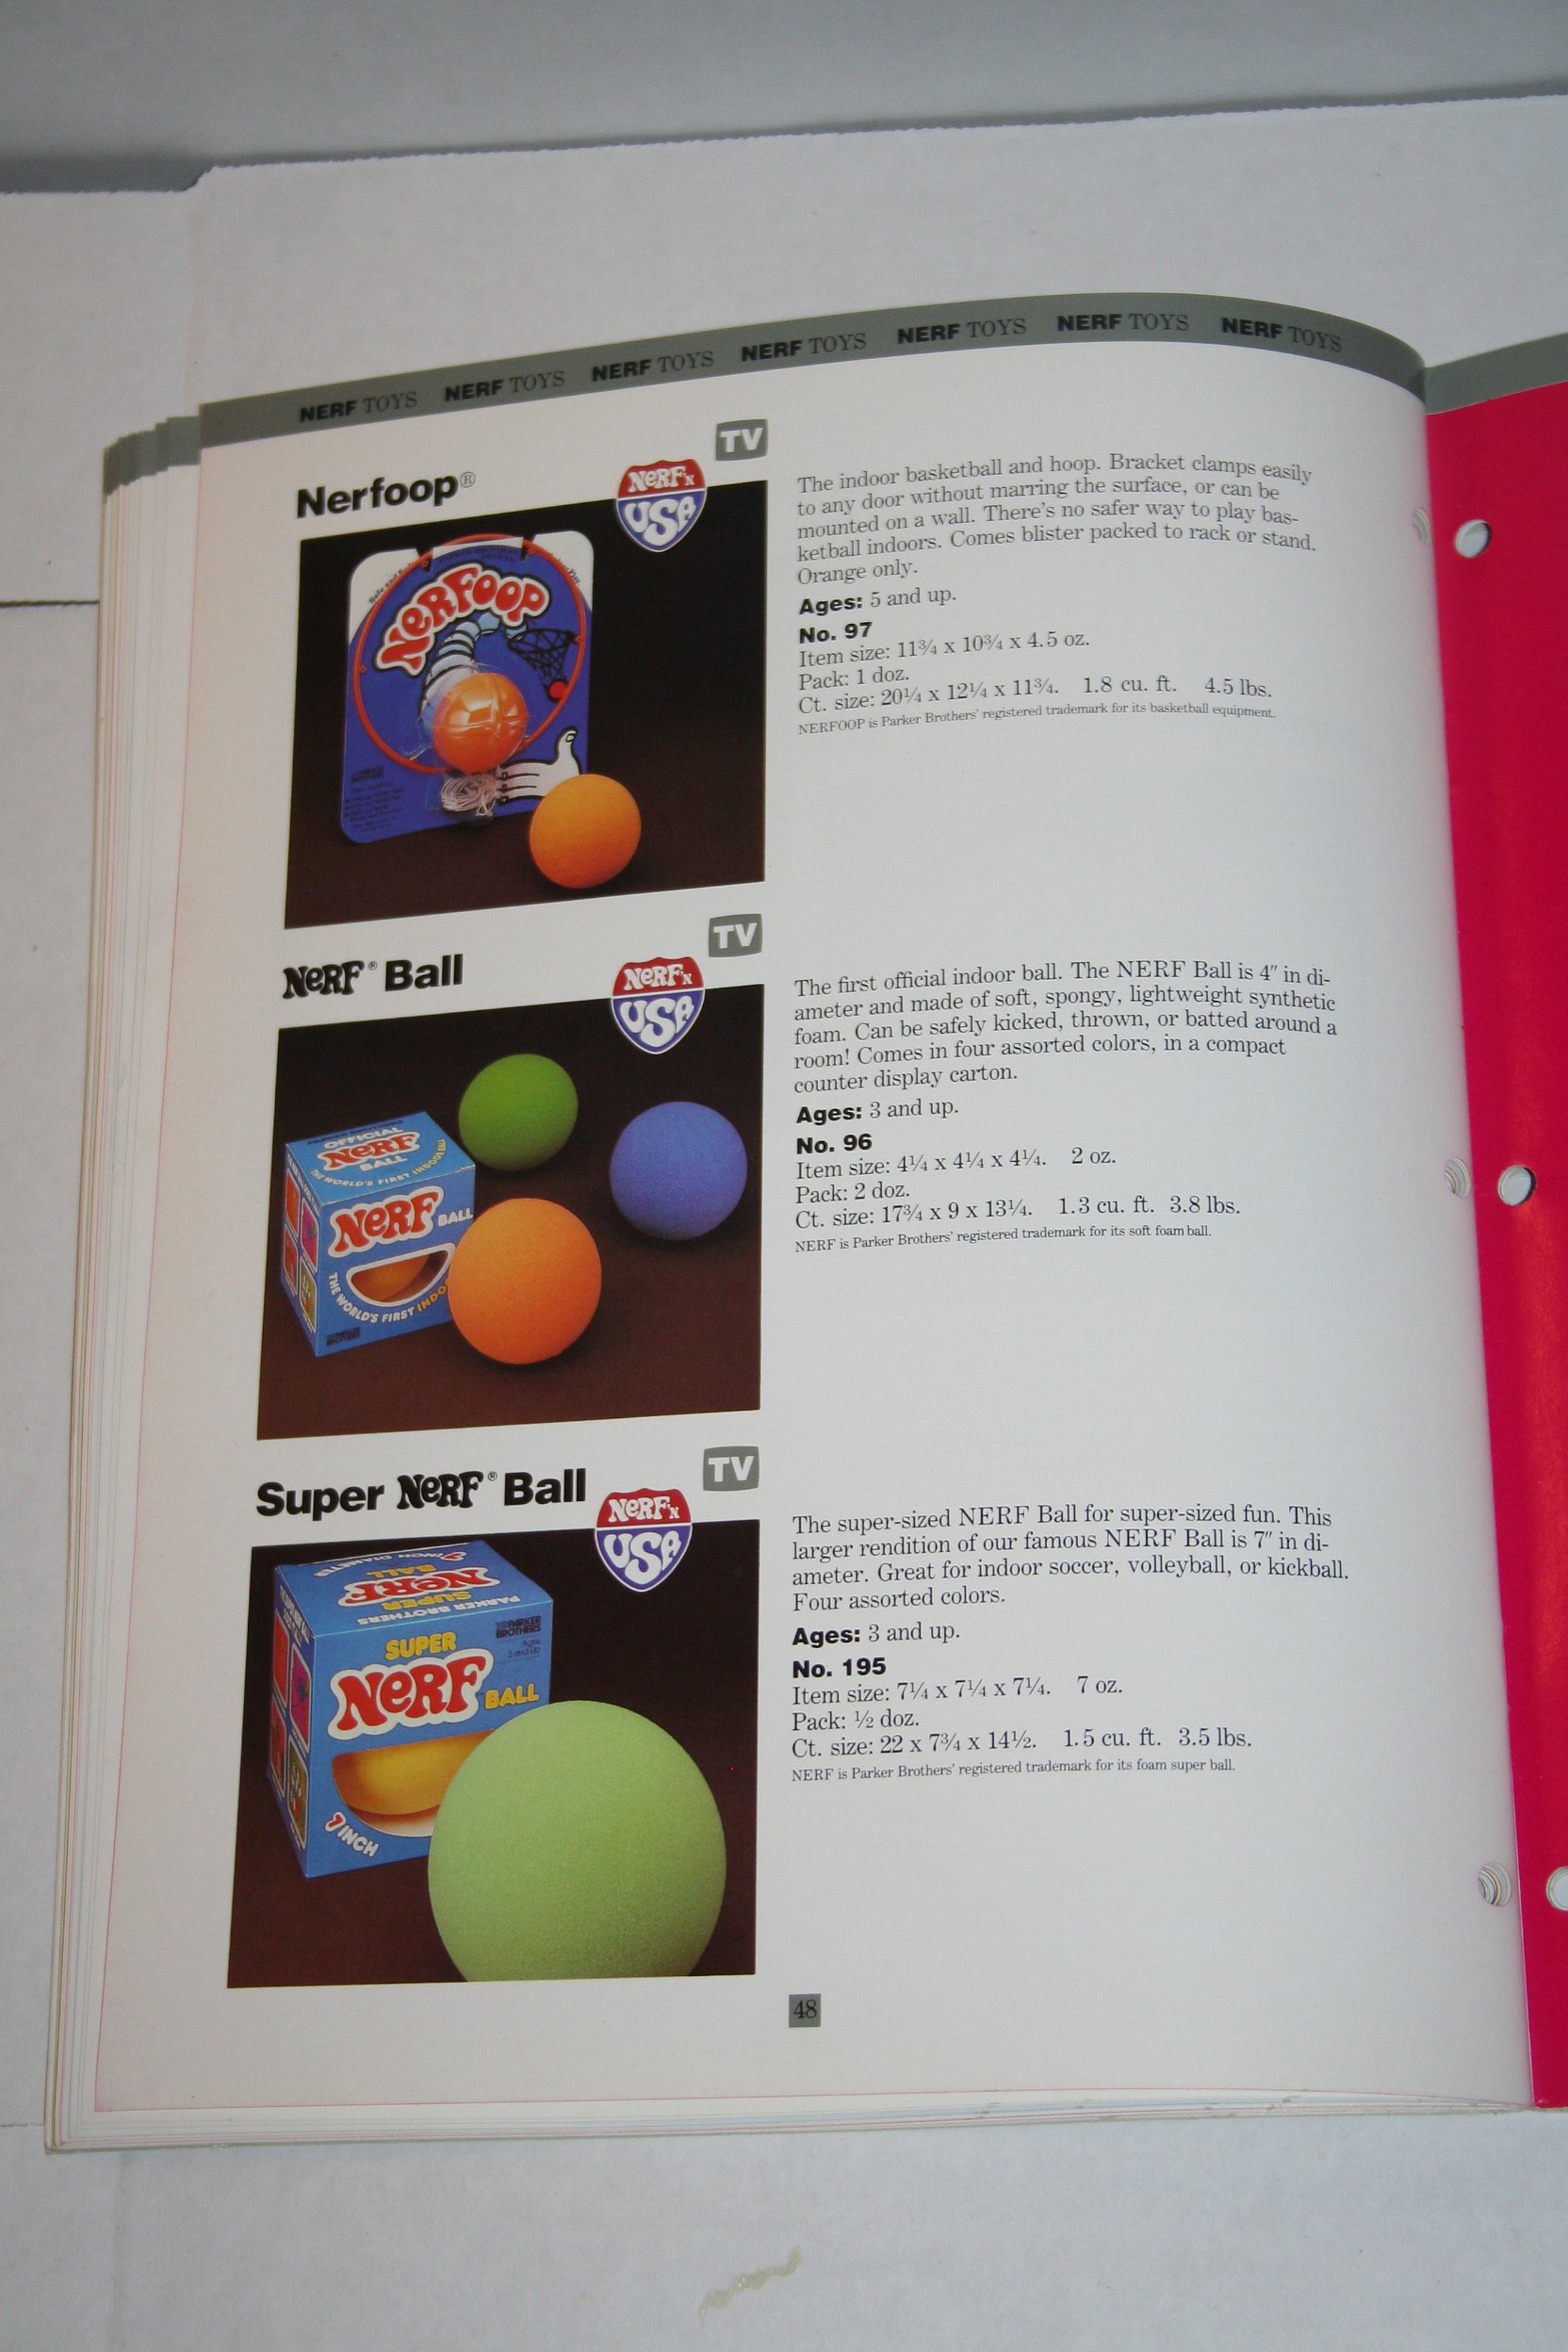 NERF TOYS NERF TOYS NERF TOYS NERF TOYS NERF TOYS NERF TOYS NERF TOYS
Nerfoop®
TV
NERF'N
USA
NERFOOP
The indoor basketball and hoop. Bracket clamps easily
to any door without marring the surface, or can be
mounted on a wall. There's no safer way to play bas-
ketball indoors. Comes blister packed to rack or stand.
Orange only.
Ages: 5 and up.
No. 97
Item size: 11¾ x 10¾ x 4.5 oz.
Pack: 1 doz.
Ct. size: 20¼ x 12¼ x 11¾. 1.8 cu. ft. 4.5 lbs.
NERFOOP is Parker Brothers' registered trademark for its basketball equipment.
NERF® Ball
TV
NERF'N
USA
OFFICIAL
NERF
BALL
THE WORLD'S FIRST INDOOR BALL
NERF BALL
THE WORLD'S FIRST INDO
PARKER
BROTHERS
The first official indoor ball. The NERF Ball is 4" in di-
ameter and made of soft, spongy, lightweight synthetic
foam. Can be safely kicked, thrown, or batted around a
room! Comes in four assorted colors, in a compact
counter display carton.
Ages: 3 and up.
No. 96
Item size: 4¼ x 4¼ x 4¼. 2 oz.
Pack: 2 doz.
Ct. size: 17¾ x 9 x 13¼. 1.3 cu. ft. 3.8 lbs.
NERF is Parker Brothers' registered trademark for its soft foam ball.
Super NERF® Ball
TV
NERF'N
USA
7 INCH DIAMETER
BALL
NERF
SUPER
PARKER BROTHERS
PARKER
BROTHERS
Ages
3 and up
SUPER
NERF BALL
7 INCH
The super-sized NERF Ball for super-sized fun. This
larger rendition of our famous NERF Ball is 7" in di-
ameter. Great for indoor soccer, volleyball, or kickball.
Four assorted colors.
Ages: 3 and up.
No. 195
Item size: 7¼ x 7¼ x 7¼. 7 oz.
Pack: ½ doz.
Ct. size: 22 x 7¾ x 14½. 1.5 cu. ft. 3.5 lbs.
NERF is Parker Brothers' registered trademark for its foam super ball.
48